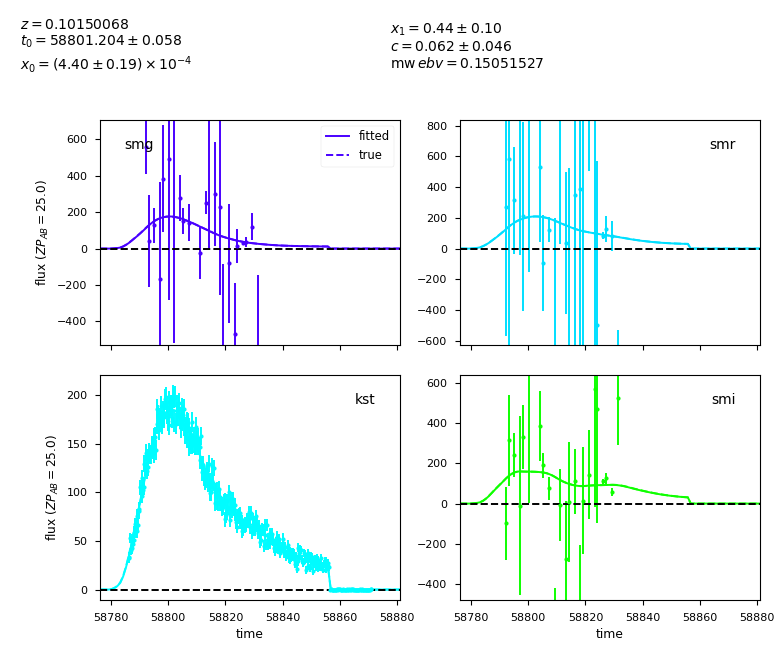 z = 0.10150068
t₀ = 58801.204 ± 0.058
x₀ = (4.40 ± 0.19) × 10⁻⁴
x₁ = 0.44 ± 0.10
c = 0.062 ± 0.046
mw ebv = 0.15051527
smg
fitted
true
600
400
200
0
−200
−400
flux (ZP_AB = 25.0)
smr
800
600
400
200
0
−200
−400
−600
kst
200
150
100
50
0
flux (ZP_AB = 25.0)
58780 58800 58820 58840 58860 58880
time
smi
600
400
200
0
−200
−400
58780 58800 58820 58840 58860 58880
time